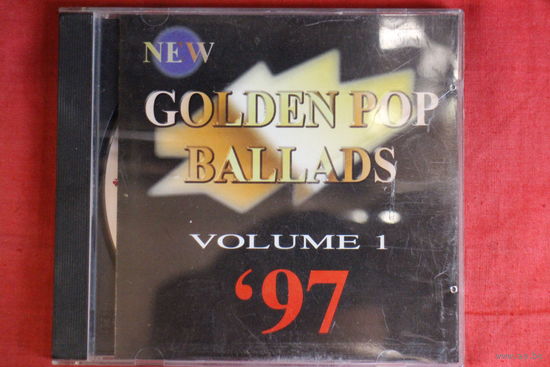 NEW
GOLDEN POP
BALLADS
VOLUME 1
‘97